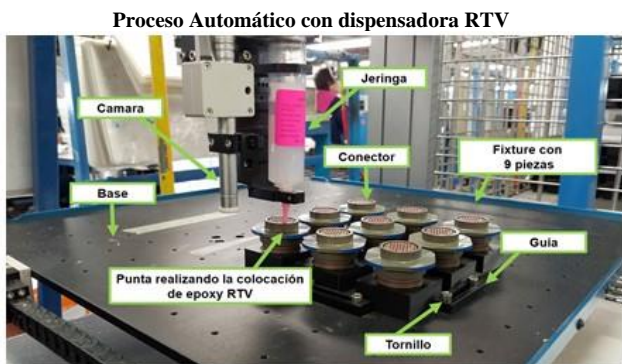 Proceso Automático con dispensadora RTV
Jeringa
Camara
Conector
Fixture con
9 piezas
Base
Guia
Punta realizando la colocación
de epoxy RTV
Tornillo